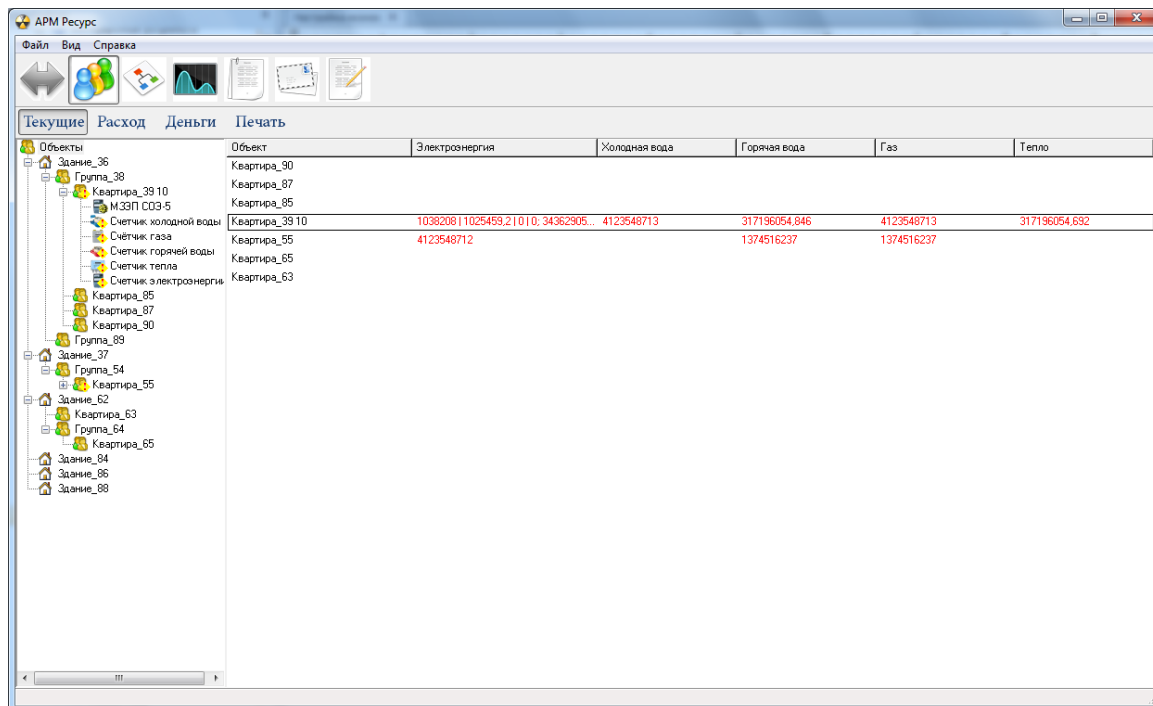 АРМ Ресурс
Файл Вид Справка
Текущие Расход Деньги Печать
Объекты
Здание_36
Группа_38
Квартира_39 10
МЗЭП СОЭ-5
Счетчик холодной воды
Счётчик газа
Счетчик горячей воды
Счетчик тепла
Счетчик электроэнергии
Квартира_85
Квартира_87
Квартира_90
Группа_89
Здание_37
Группа_54
Квартира_55
Здание_62
Квартира_63
Группа_64
Квартира_65
Здание_84
Здание_86
Здание_88
Объект Электроэнергия Холодная вода Горячая вода Газ Тепло
Квартира_90
Квартира_87
Квартира_85
Квартира_39 10 1038208 | 1025459,2 | 0 | 0; 34362905... 4123548713 317196054,846 4123548713 317196054,692
Квартира_55 4123548712 1374516237 1374516237
Квартира_65
Квартира_63